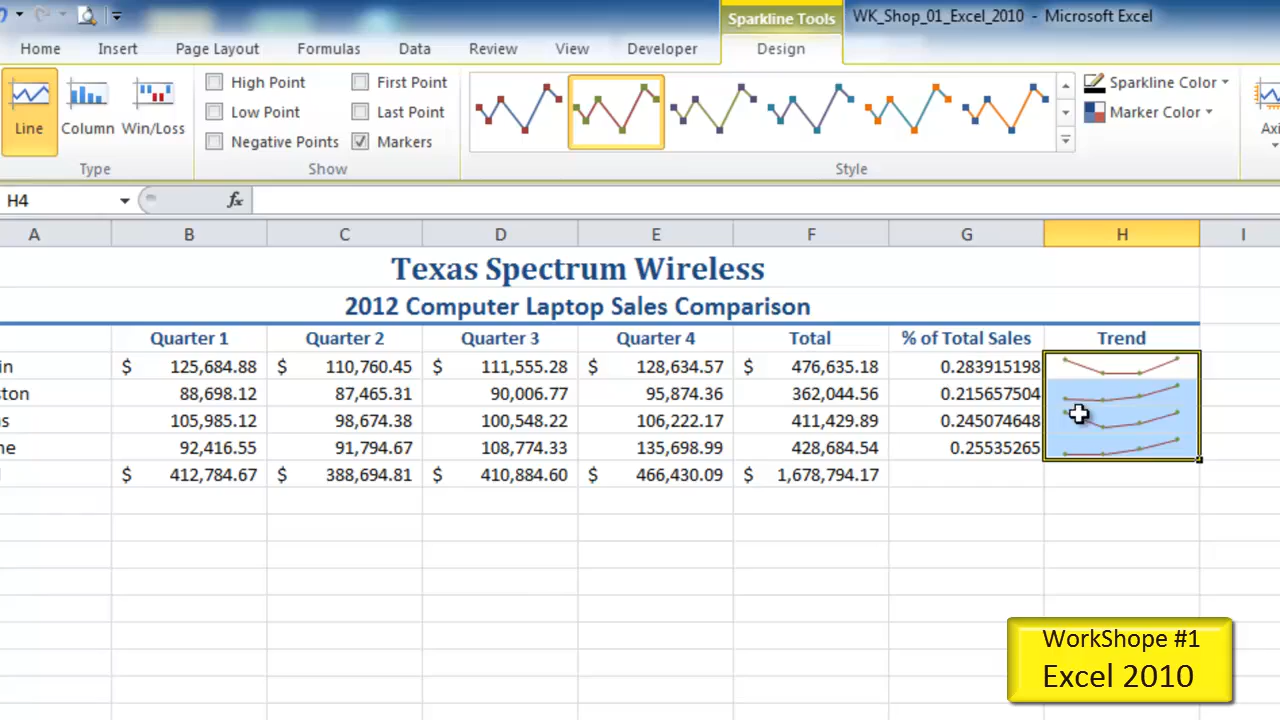 Sparkline Tools WK_Shop_01_Excel_2010 - Microsoft Excel
Home Insert Page Layout Formulas Data Review View Developer Design
High Point First Point Sparkline Color
Low Point Last Point Marker Color
Line Column Win/Loss Negative Points Markers Axi
Type Show Style
H4 fx
A B C D E F G H I
Texas Spectrum Wireless
2012 Computer Laptop Sales Comparison
Quarter 1 Quarter 2 Quarter 3 Quarter 4 Total % of Total Sales Trend
in $ 125,684.88 $ 110,760.45 $ 111,555.28 $ 128,634.57 $ 476,635.18 0.283915198
ston 88,698.12 87,465.31 90,006.77 95,874.36 362,044.56 0.215657504
s 105,985.12 98,674.38 100,548.22 106,222.17 411,429.89 0.245074648
ne 92,416.55 91,794.67 108,774.33 135,698.99 428,684.54 0.25535265
l $ 412,784.67 $ 388,694.81 $ 410,884.60 $ 466,430.09 $ 1,678,794.17
WorkShope #1
Excel 2010